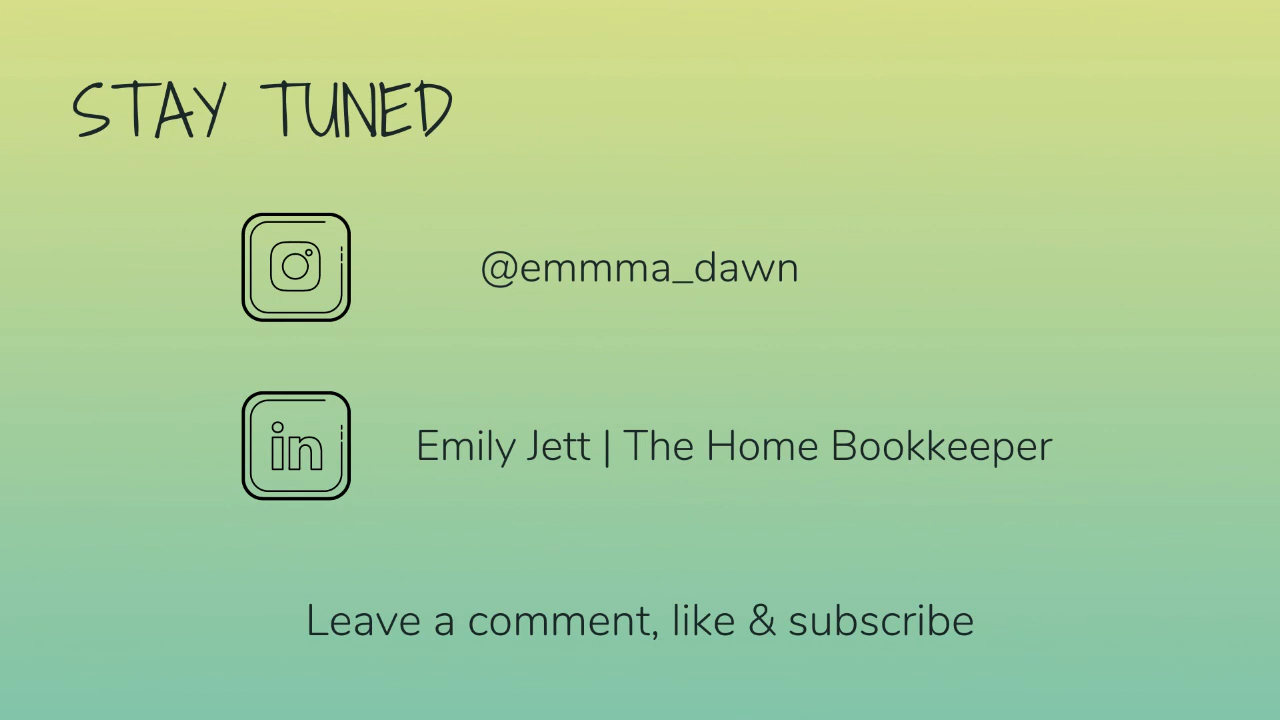 STAY TUNED
@emmma_dawn
in
Emily Jett | The Home Bookkeeper
Leave a comment, like & subscribe